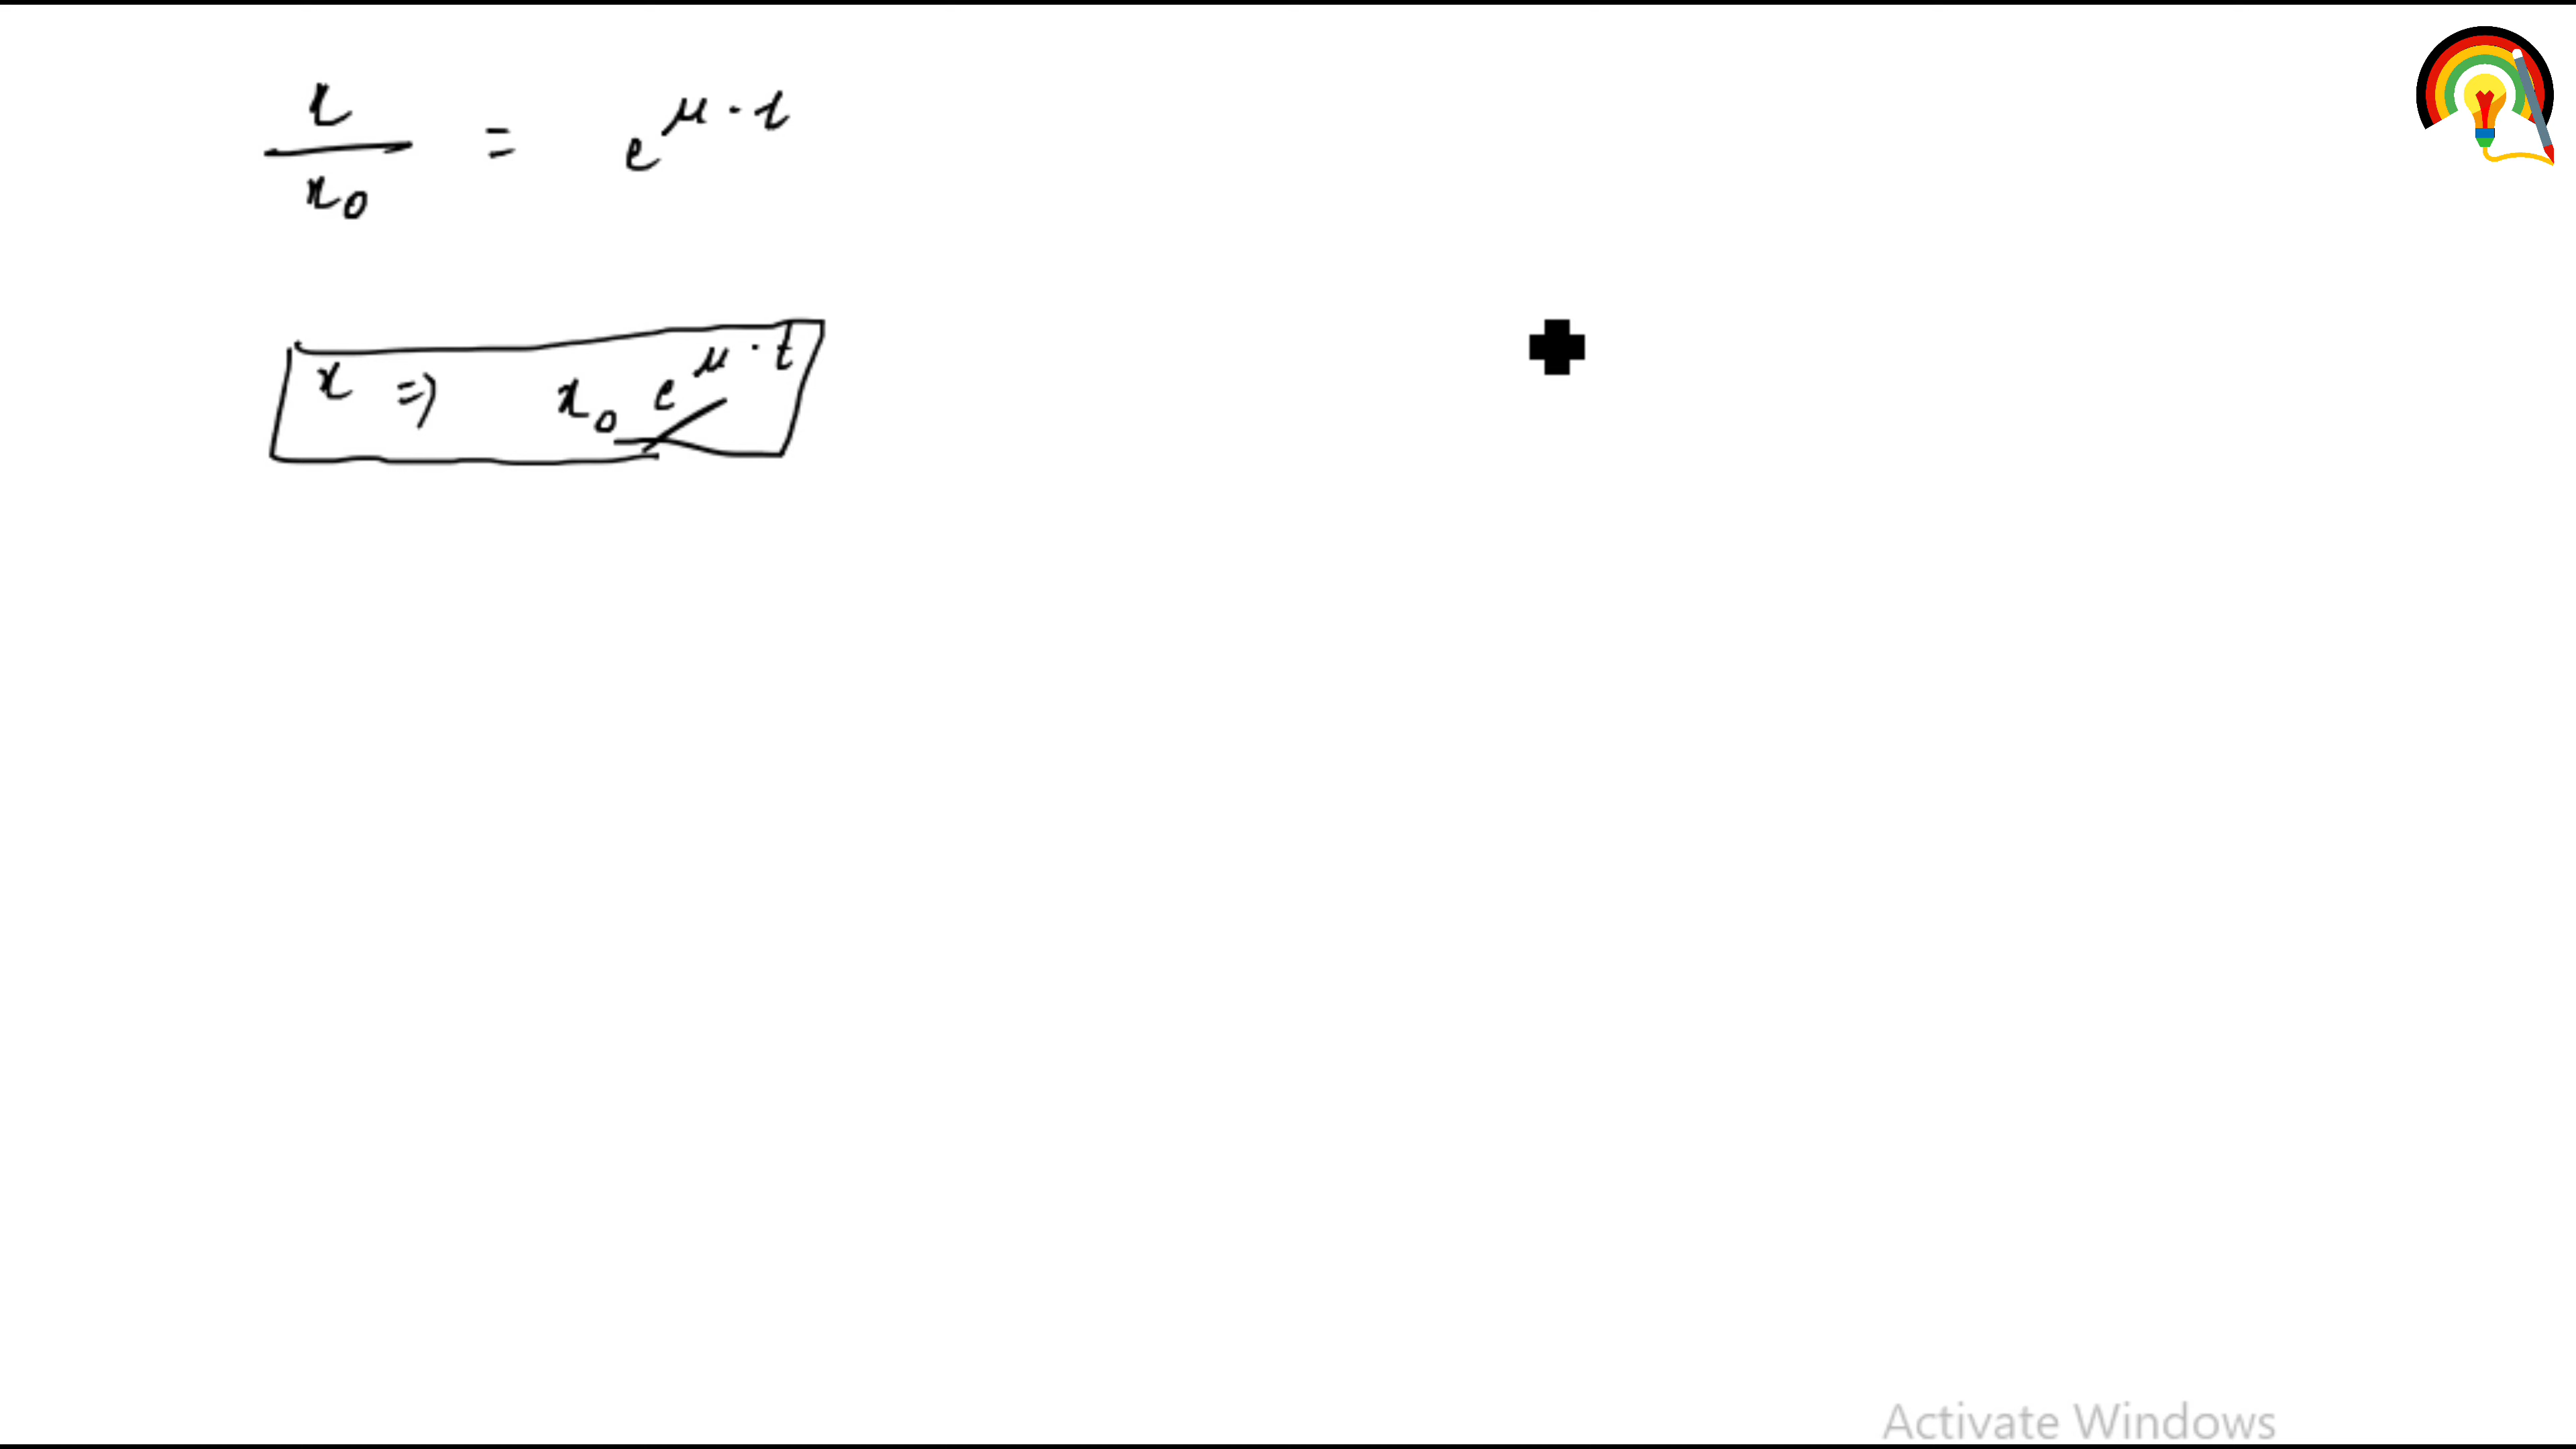 x/x₀ = e^(μ·t)
x ⇒ x₀ e^(μ·t)
Activate Windows